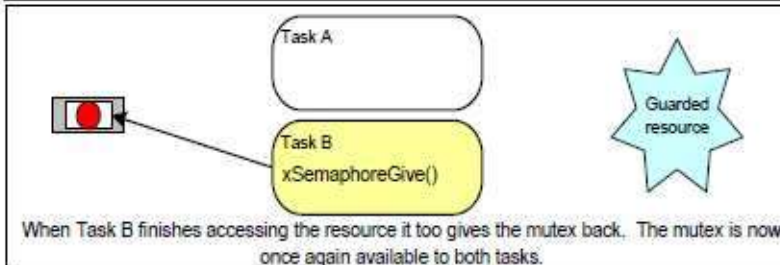 Task A
Guarded
resource
Task B
xSemaphoreGive()
When Task B finishes accessing the resource it too gives the mutex back. The mutex is now
once again available to both tasks.